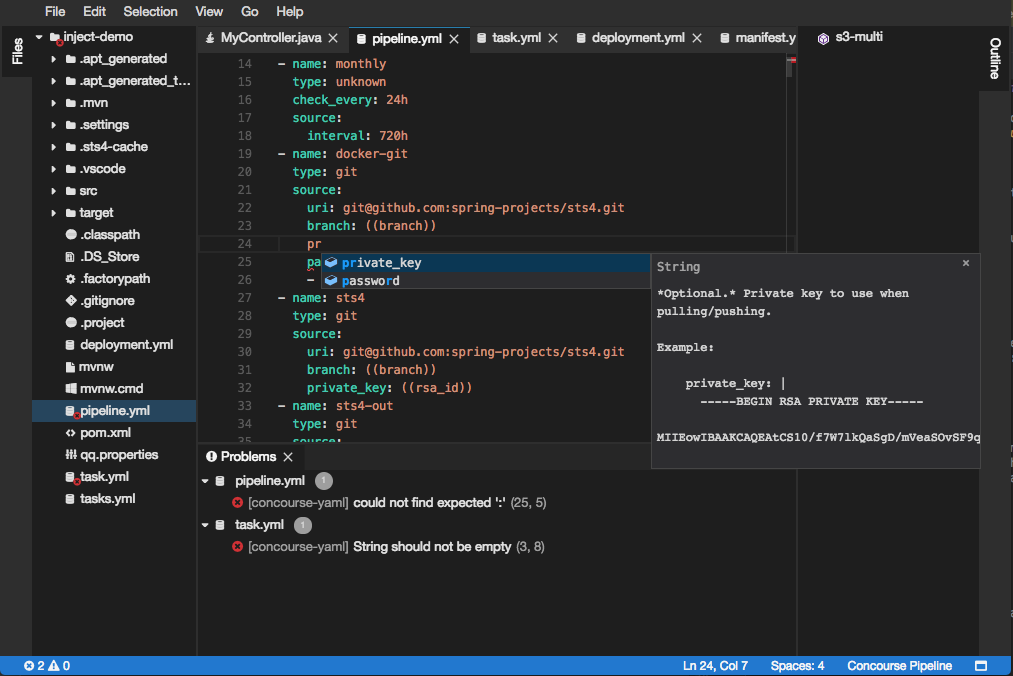 File Edit Selection View Go Help
Files
inject-demo
.apt_generated
.apt_generated_t...
.mvn
.settings
.sts4-cache
.vscode
src
target
.classpath
.DS_Store
.factorypath
.gitignore
.project
deployment.yml
mvnw
mvnw.cmd
pipeline.yml
pom.xml
qq.properties
task.yml
tasks.yml
MyController.java pipeline.yml task.yml deployment.yml manifest.y
14 - name: monthly
15 type: unknown
16 check_every: 24h
17 source:
18 interval: 720h
19 - name: docker-git
20 type: git
21 source:
22 uri: git@github.com:spring-projects/sts4.git
23 branch: ((branch))
24 pr
25 pa
26 -
27 - name: sts4
28 type: git
29 source:
30 uri: git@github.com:spring-projects/sts4.git
31 branch: ((branch))
32 private_key: ((rsa_id))
33 - name: sts4-out
34 type: git
35 source:
private_key
password
String
*Optional.* Private key to use when
pulling/pushing.
Example:
private_key: |
-----BEGIN RSA PRIVATE KEY-----
MIIEowIBAAKCAQEAtCS10/f7W7lkQaSgD/mVeaSOvSF9q
Problems
pipeline.yml 1
[concourse-yaml] could not find expected ':' (25, 5)
task.yml 1
[concourse-yaml] String should not be empty (3, 8)
s3-multi
Outline
2 0
Ln 24, Col 7 Spaces: 4 Concourse Pipeline